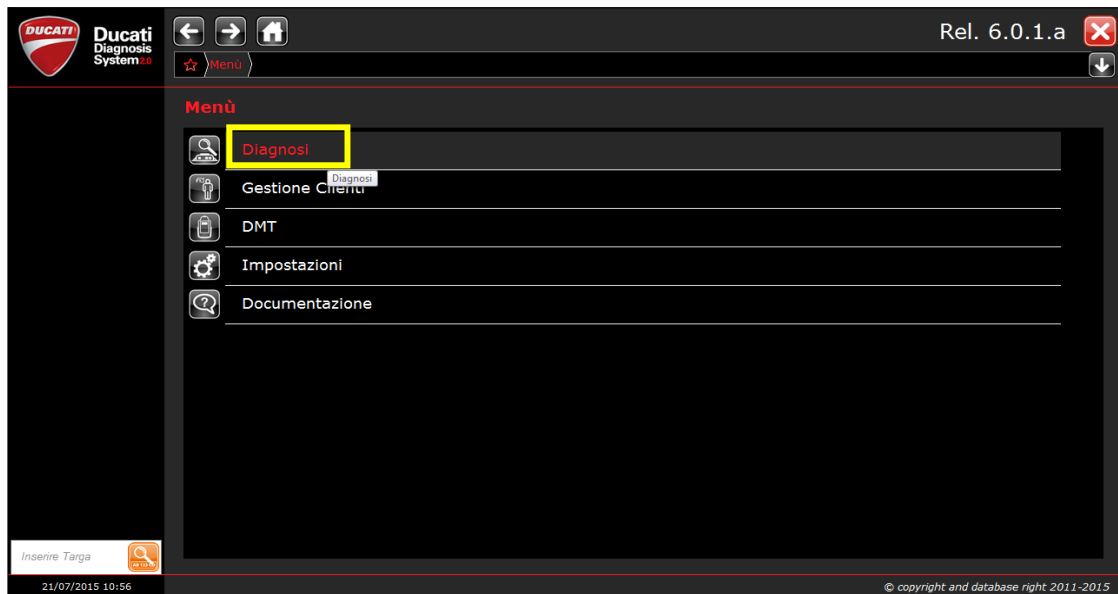 DUCATI
Ducati
Diagnosis
System2.0
Rel. 6.0.1.a
Menù
Menù
Diagnosi
Diagnosi
Gestione Clienti
DMT
Impostazioni
Documentazione
Inserire Targa
21/07/2015 10:56
© copyright and database right 2011-2015